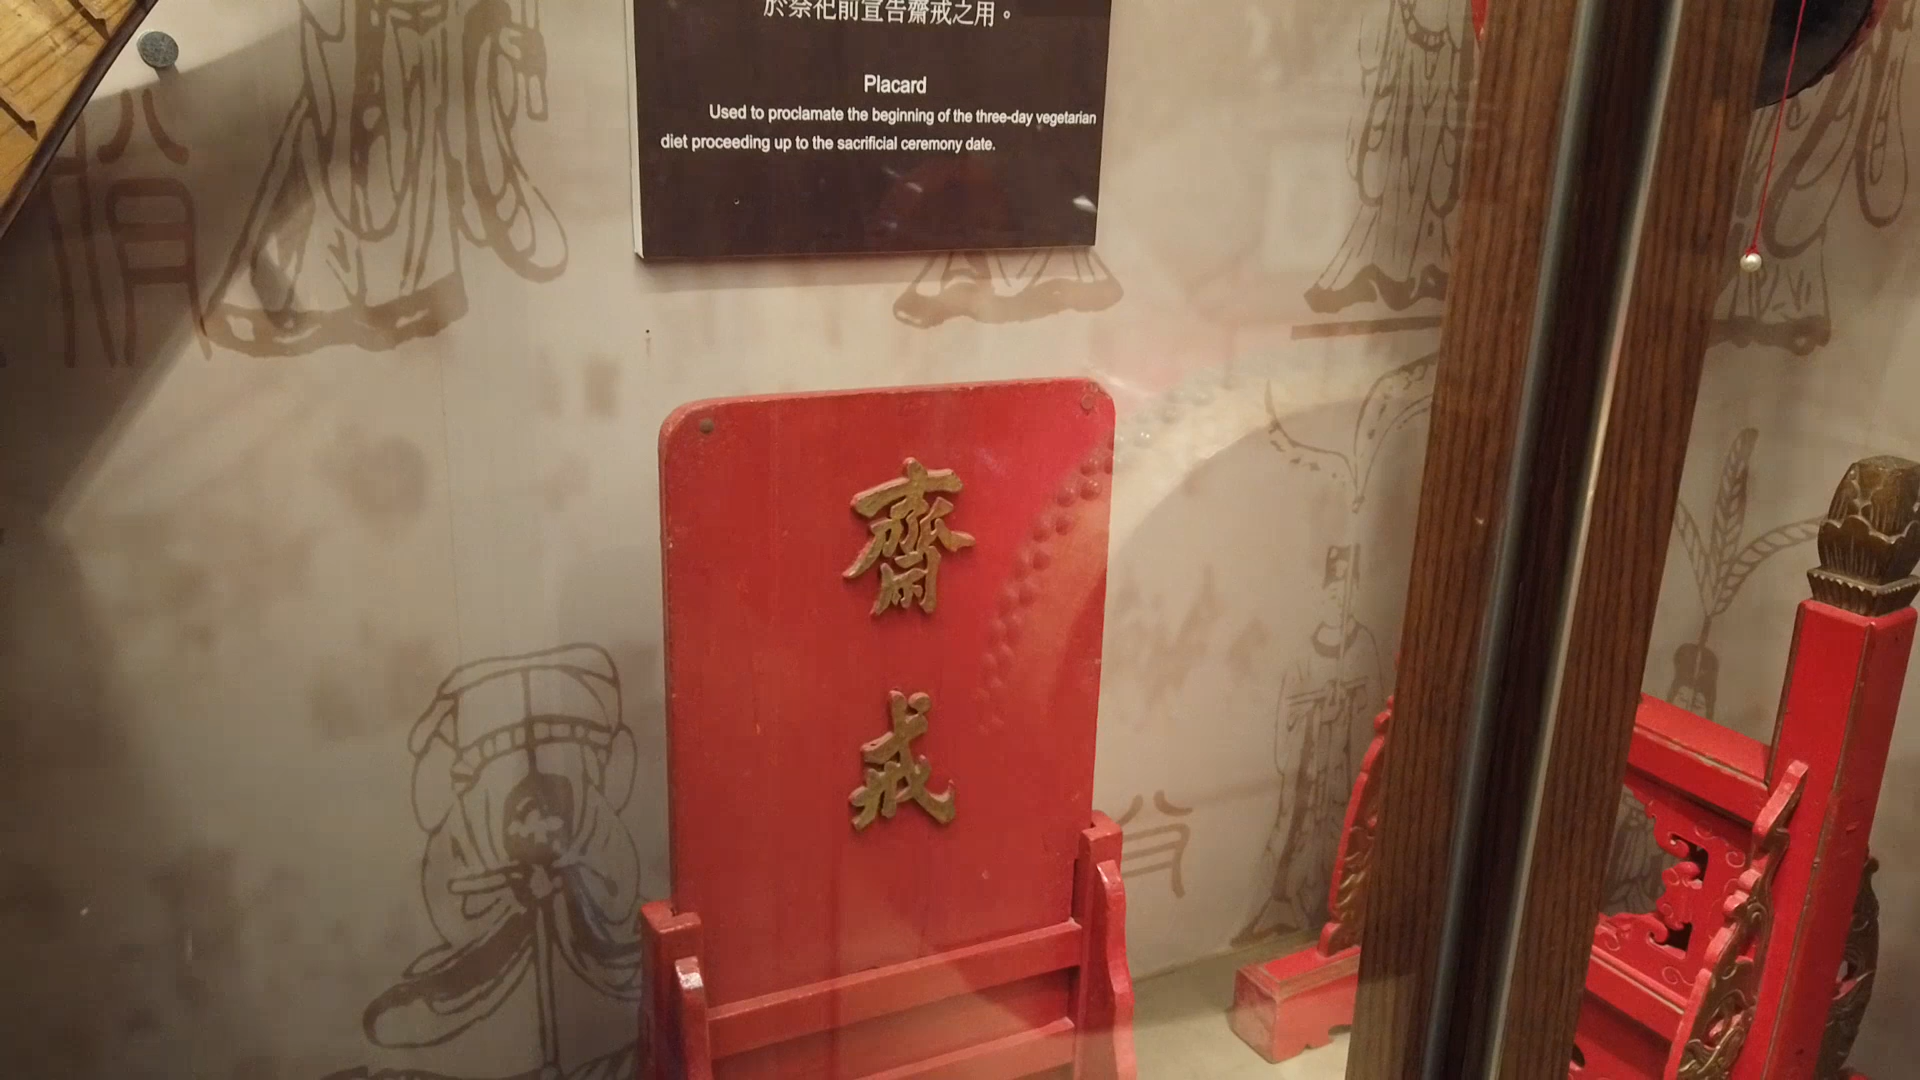 於祭祀前宣告齋戒之用。
Placard
Used to proclamate the beginning of the three-day vegetarian
diet proceeding up to the sacrificial ceremony date.
齋
戒